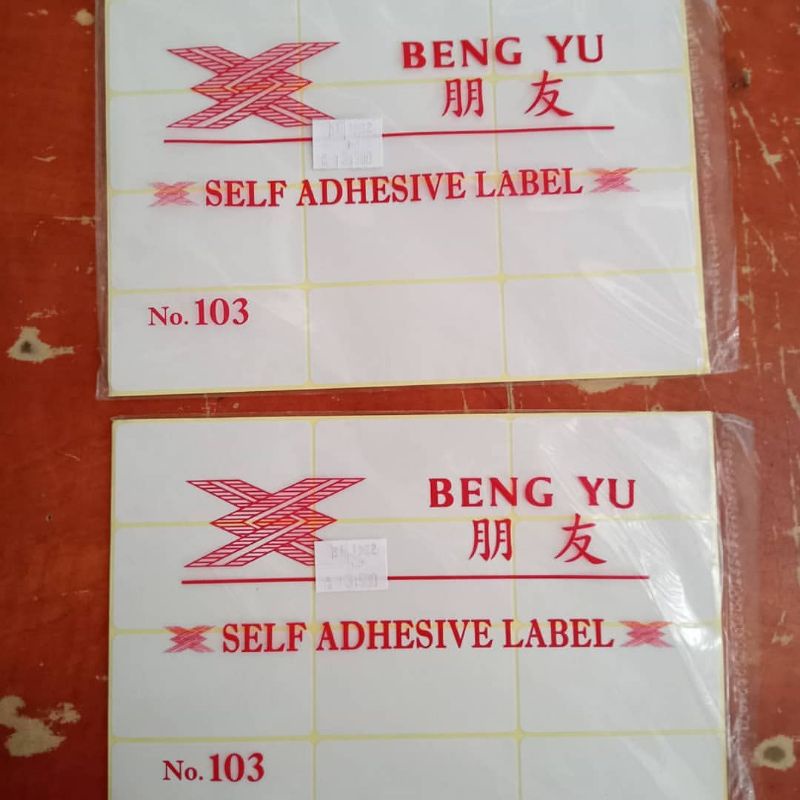 BENG YU
朋友
SELF ADHESIVE LABEL
No. 103
BENG YU
朋友
SELF ADHESIVE LABEL
No. 103